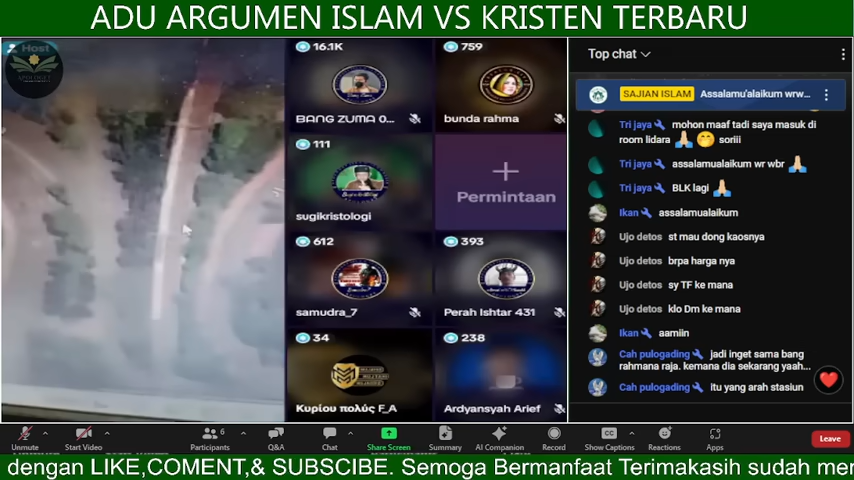 ADU ARGUMEN ISLAM VS KRISTEN TERBARU
Host
16.1K
BANG ZUMA 0...
759
bunda rahma
111
sugikristologi
Permintaan
612
samudra_7
393
Perah Ishtar 431
34
Kυρίου πολύς F_A
238
Ardyansyah Arief
Top chat
SAJIAN ISLAM Assalamu'alaikum wrw...
Tri jaya mohon maaf tadi saya masuk di
room lidara 🙏 🤭 soriii
Tri jaya assalamualaikum wr wbr 🙏
Tri jaya BLK lagi 🙏
Ikan assalamualaikum
Ujo detos st mau dong kaosnya
Ujo detos brpa harga nya
Ujo detos sy TF ke mana
Ujo detos klo Dm ke mana
Ikan aamiin
Cah pulogading jadi inget sama bang
rahmana raja. kemana dia sekarang yaah...
Cah pulogading itu yang arah stasiun
Unmute
Start Video
6
Participants
Q&A
Chat
Share Screen
Summary
AI Companion
Record
CC
Show Captions
Reactions
Apps
Leave
dengan LIKE,COMENT,& SUBSCIBE. Semoga Bermanfaat Terimakasih sudah mer